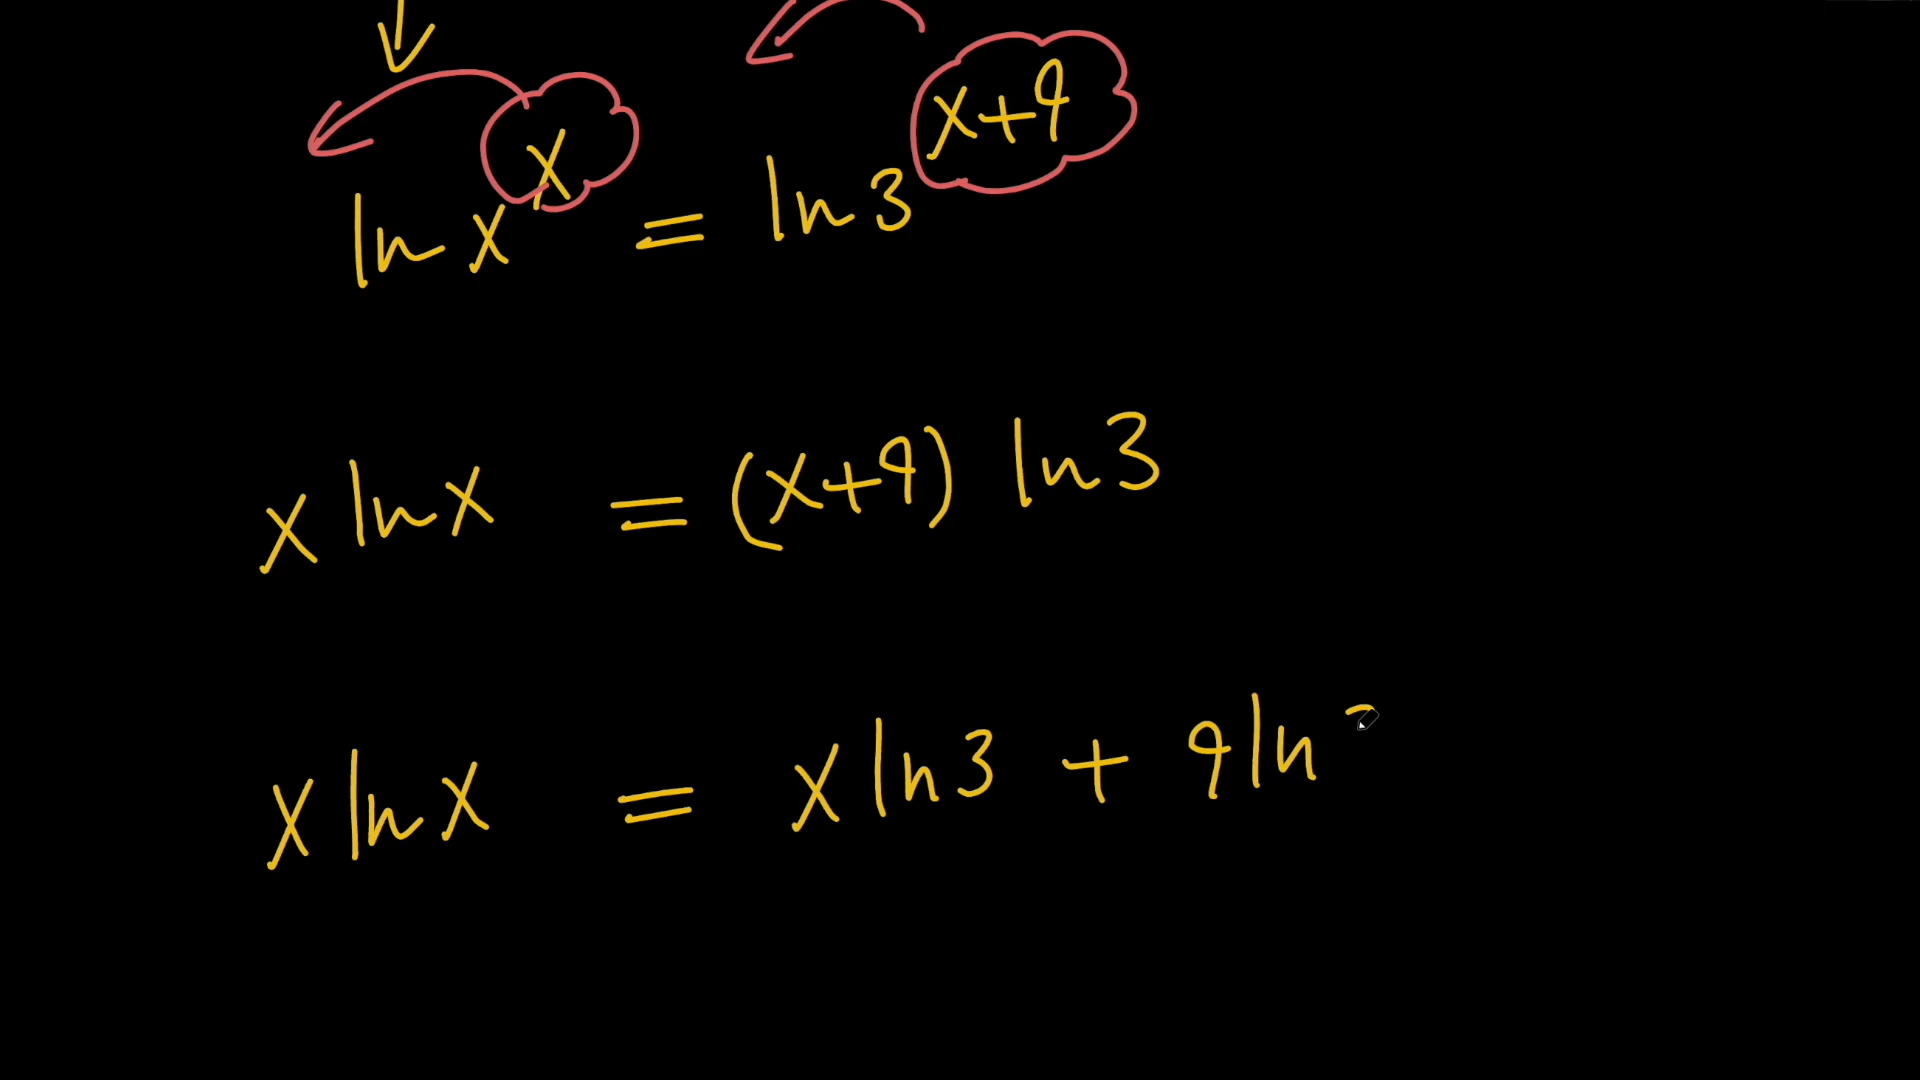 ln x^x = ln 3^(x+9)
x ln x = (x+9) ln 3
x ln x = x ln 3 + 9 ln